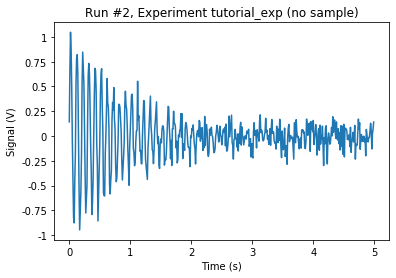 Run #2, Experiment tutorial_exp (no sample)
Signal (V)
1
0.75
0.5
0.25
0
-0.25
-0.5
-0.75
-1
0 1 2 3 4 5
Time (s)